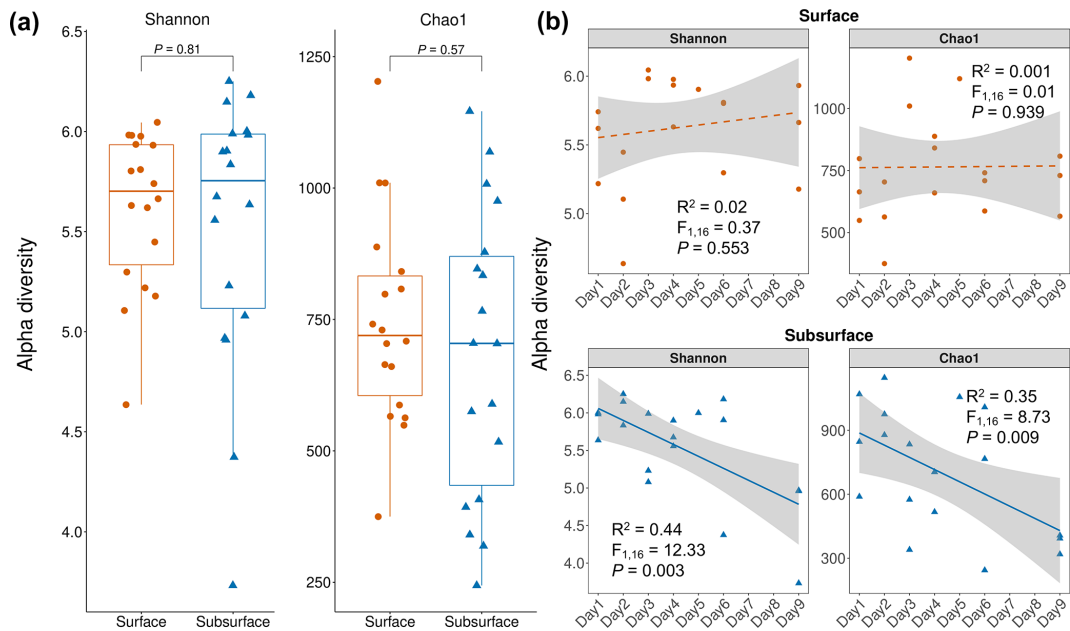 (a)
Shannon
Chao1
Alpha diversity
6.5
6.0
5.5
5.0
4.5
4.0
P = 0.81
Surface
Subsurface
1250
1000
750
500
250
P = 0.57
Surface
Subsurface
(b)
Surface
Alpha diversity
Shannon
6.0
5.5
5.0
R² = 0.02
F1,16 = 0.37
P = 0.553
Day1
Day2
Day3
Day4
Day5
Day6
Day7
Day8
Day9
Chao1
1000
750
500
R² = 0.001
F1,16 = 0.01
P = 0.939
Day1
Day2
Day3
Day4
Day5
Day6
Day7
Day8
Day9
Subsurface
Shannon
6.5
6.0
5.5
5.0
4.5
4.0
R² = 0.44
F1,16 = 12.33
P = 0.003
Day1
Day2
Day3
Day4
Day5
Day6
Day7
Day8
Day9
Chao1
900
600
300
R² = 0.35
F1,16 = 8.73
P = 0.009
Day1
Day2
Day3
Day4
Day5
Day6
Day7
Day8
Day9